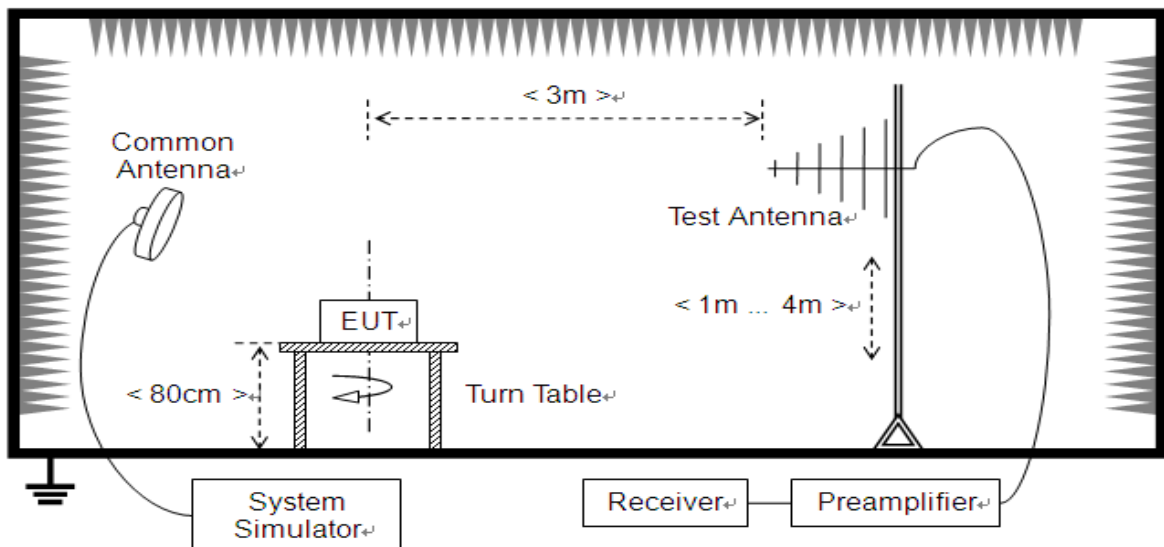 < 3m >↵
Common
Antenna↵
Test Antenna↵
< 1m ... 4m >↵
EUT↵
< 80cm >↵
Turn Table↵
System
Simulator↵
Receiver↵
Preamplifier↵